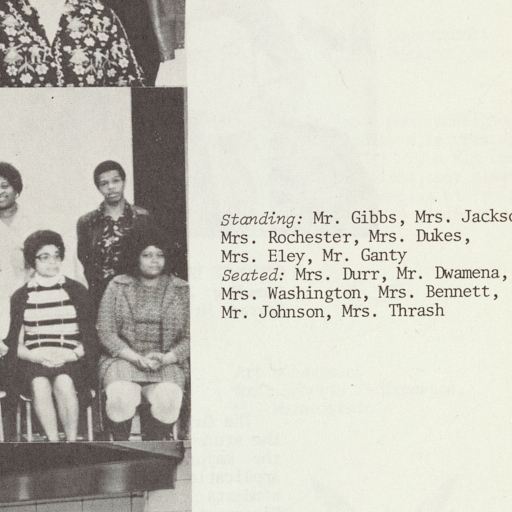 Standing: Mr. Gibbs, Mrs. Jackso
Mrs. Rochester, Mrs. Dukes,
Mrs. Eley, Mr. Ganty
Seated: Mrs. Durr, Mr. Dwamena,
Mrs. Washington, Mrs. Bennett,
Mr. Johnson, Mrs. Thrash